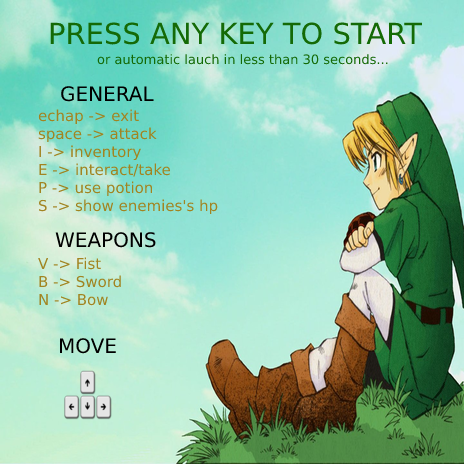 PRESS ANY KEY TO START
or automatic lauch in less than 30 seconds...
GENERAL
echap -> exit
space -> attack
I -> inventory
E -> interact/take
P -> use potion
S -> show enemies's hp
WEAPONS
V -> Fist
B -> Sword
N -> Bow
MOVE
↑
← ↓ →